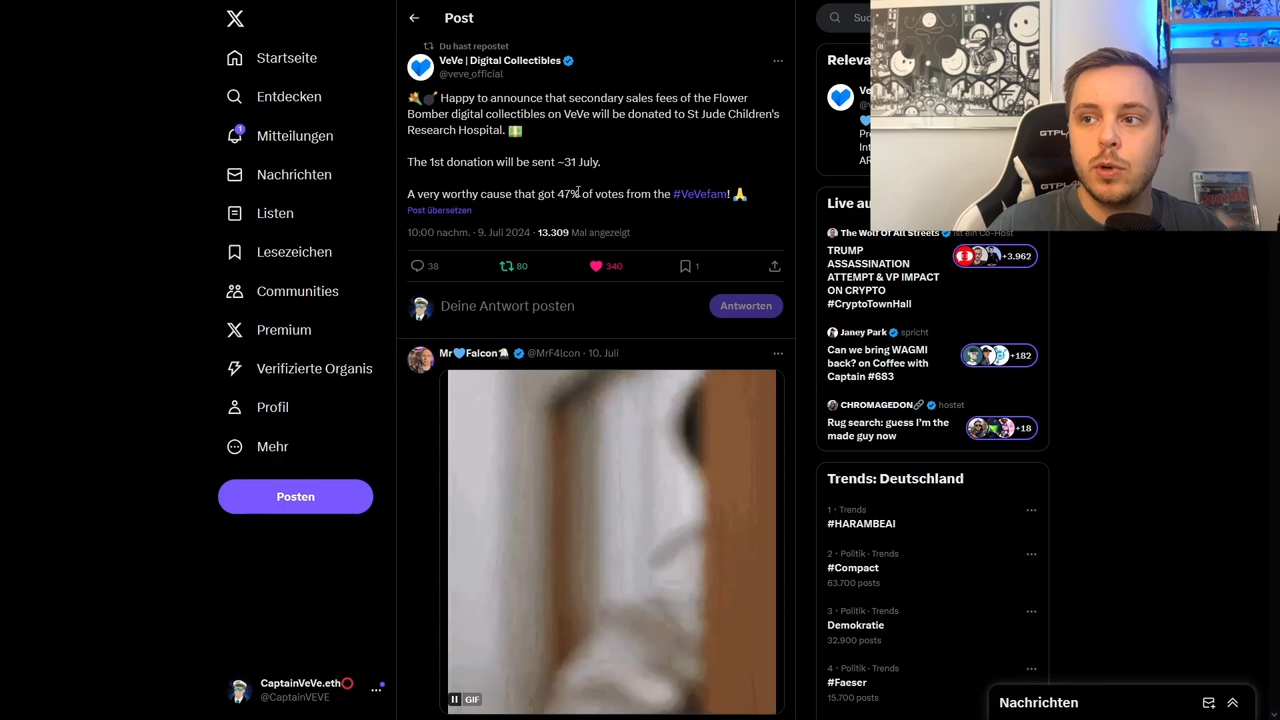 Startseite
Entdecken
1
Mitteilungen
Nachrichten
Listen
Lesezeichen
Communities
Premium
Verifizierte Organis
Profil
Mehr
Posten
CaptainVeVe.eth⭕
@CaptainVEVE
Post
Du hast repostet
VeVe | Digital Collectibles
@veve_official
💐💣 Happy to announce that secondary sales fees of the Flower
Bomber digital collectibles on VeVe will be donated to St Jude Children's
Research Hospital. 💵
The 1st donation will be sent ~31 July.
A very worthy cause that got 47% of votes from the #VeVefam! 🙏
Post übersetzen
10:00 nachm. · 9. Juli 2024 · 13.309 Mal angezeigt
38 80 340 1
Deine Antwort posten
Antworten
Mr💙Falcon🦅 @MrF4lcon · 10. Juli
GIF
Releva
Ve
@v
Pr
Int
AR
GTPL
GTPL
Live au
The Wolf Of All Streets ist ein Co-Host
TRUMP
ASSASSINATION
ATTEMPT & VP IMPACT
ON CRYPTO
#CryptoTownHall
+3.962
Janey Park spricht
Can we bring WAGMI
back? on Coffee with
Captain #683
+182
CHROMAGEDON🔗 hostet
Rug search: guess I'm the
made guy now
+18
Trends: Deutschland
1 · Trends
#HARAMBEAI
2 · Politik · Trends
#Compact
63.700 posts
3 · Politik · Trends
Demokratie
32.900 posts
4 · Politik · Trends
#Faeser
15.700 posts
Nachrichten